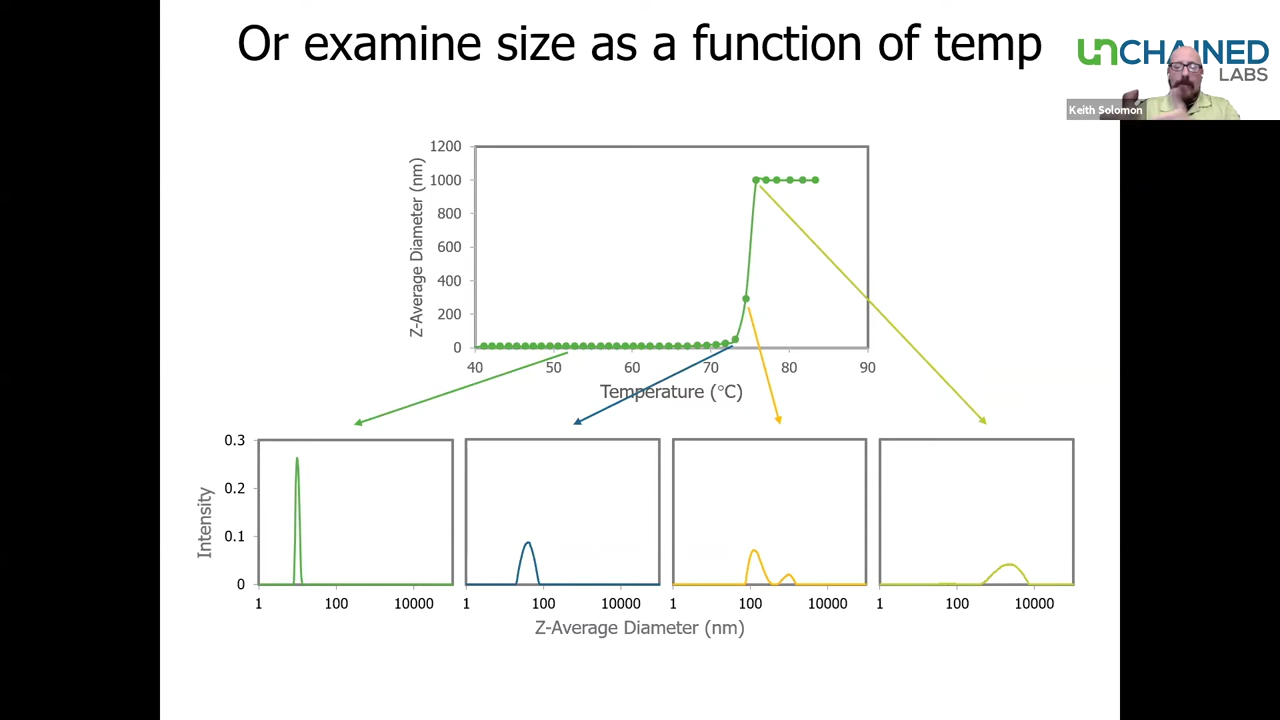 Or examine size as a function of temp
UNCHAINED
LABS
Keith Solomon
Z-Average Diameter (nm)
1200
1000
800
600
400
200
0
40 50 60 70 80 90
Temperature (°C)
Intensity
0.3
0.2
0.1
0
1 100 10000 1 100 10000 1 100 10000 1 100 10000
Z-Average Diameter (nm)